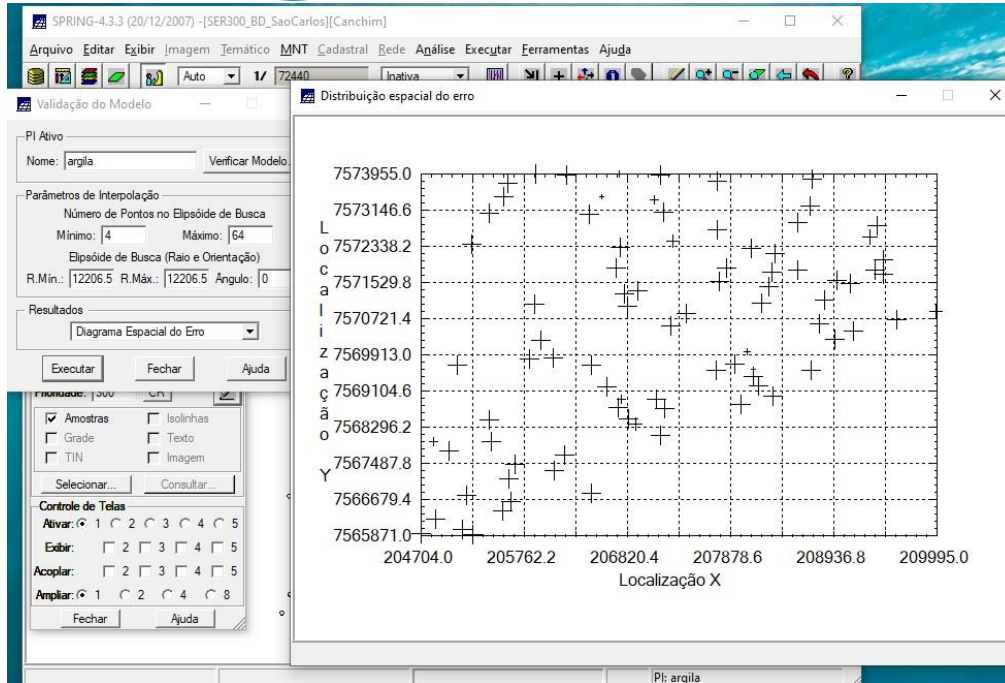 SPRING-4.3.3 (20/12/2007) -[SER300_BD_SaoCarlos][Canchim]
Arquivo Editar Exibir Imagem Temático MNT Cadastral Rede Análise Executar Ferramentas Ajuda
Auto 1/ 72440 Inativa
Validação do Modelo
PI Ativo
Nome: argila Verificar Modelo.
Parâmetros de Interpolação
Número de Pontos no Elipsóide de Busca
Mínimo: 4 Máximo: 64
Elipsóide de Busca (Raio e Orientação)
R.Mín.: 12206.5 R.Máx.: 12206.5 Angulo: 0
Resultados
Diagrama Espacial do Erro
Executar Fechar Ajuda
Prioridade: 300 CR
Amostras Isolinhas
Grade Texto
TIN Imagem
Selecionar... Consultar...
Controle de Telas
Ativar: 1 2 3 4 5
Exibir: 2 3 4 5
Acoplar: 2 3 4 5
Ampliar: 1 2 4 8
Fechar Ajuda
Distribuição espacial do erro
Localização Y
7573955.0
7573146.6
7572338.2
7571529.8
7570721.4
7569913.0
7569104.6
7568296.2
7567487.8
7566679.4
7565871.0
204704.0 205762.2 206820.4 207878.6 208936.8 209995.0
Localização X
PI: argila